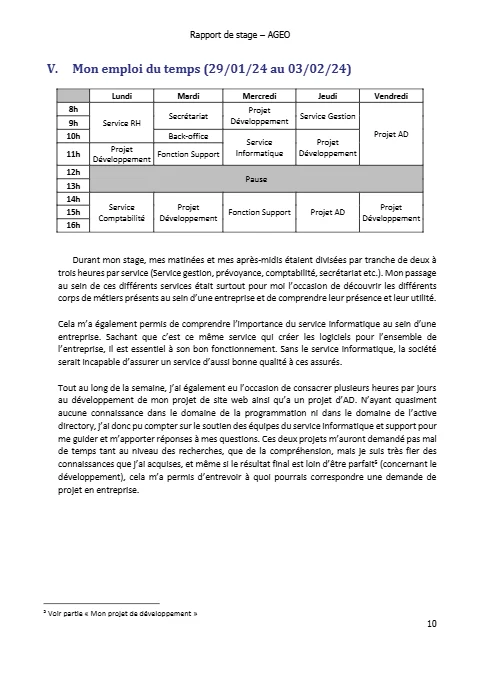 Rapport de stage – AGEO
V. Mon emploi du temps (29/01/24 au 03/02/24)
Lundi Mardi Mercredi Jeudi Vendredi
8h
9h
10h
11h
12h
13h
14h
15h
16h
Service RH
Projet
Développement
Secrétariat
Back-office
Fonction Support
Projet
Développement
Service
Informatique
Service Gestion
Projet
Développement
Projet AD
Pause
Service
Comptabilité
Projet
Développement
Fonction Support
Projet AD
Projet
Développement
Durant mon stage, mes matinées et mes après-midis étaient divisées par tranche de deux à
trois heures par service (Service gestion, prévoyance, comptabilité, secrétariat etc.). Mon passage
au sein de ces différents services était surtout pour moi l’occasion de découvrir les différents
corps de métiers présents au sein d’une entreprise et de comprendre leur présence et leur utilité.
Cela m’a également permis de comprendre l’importance du service informatique au sein d’une
entreprise. Sachant que c’est ce même service qui créer les logiciels pour l’ensemble de
l’entreprise, il est essentiel à son bon fonctionnement. Sans le service informatique, la société
serait incapable d’assurer un service d’aussi bonne qualité à ces assurés.
Tout au long de la semaine, j’ai également eu l’occasion de consacrer plusieurs heures par jours
au développement de mon projet de site web ainsi qu’a un projet d’AD. N’ayant quasiment
aucune connaissance dans le domaine de la programmation ni dans le domaine de l’active
directory, j’ai donc pu compter sur le soutien des équipes du service informatique et support pour
me guider et m’apporter réponses à mes questions. Ces deux projets m’auront demandé pas mal
de temps tant au niveau des recherches, que de la compréhension, mais je suis très fier des
connaissances que j’ai acquises, et même si le résultat final est loin d’être parfait² (concernant le
développement), cela m’a permis d’entrevoir à quoi pourrais correspondre une demande de
projet en entreprise.
² Voir partie « Mon projet de développement »
10